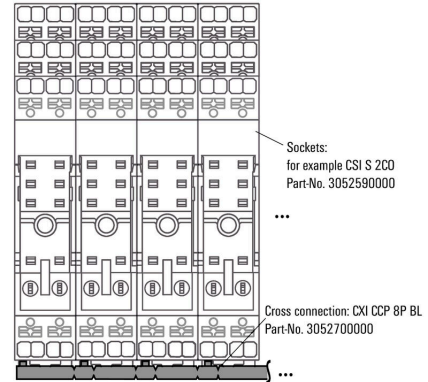 Sockets:
for example CSI S 2CO
Part-No. 3052590000
...
Cross connection: CXI CCP 8P BL
Part-No. 3052700000
...